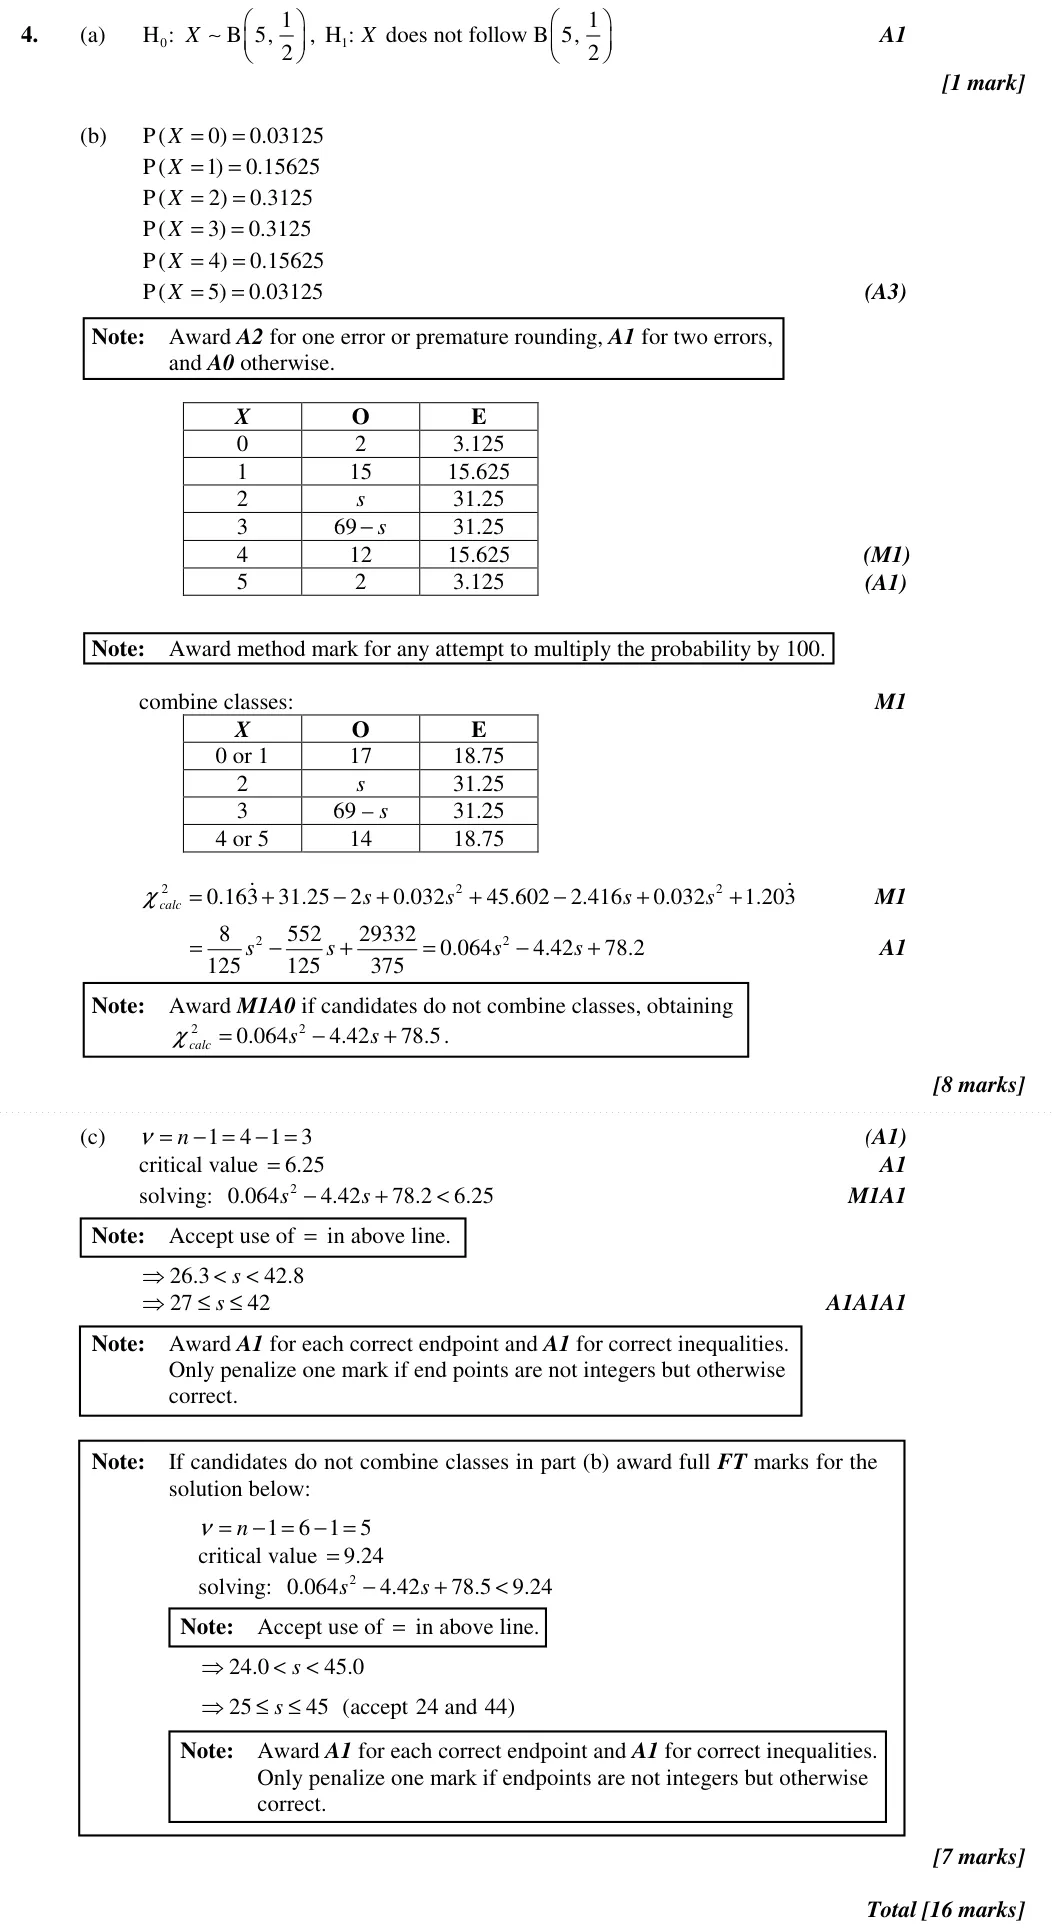 4. (a) H₀: X ~ B(5, 1/2), H₁: X does not follow B(5, 1/2) A1
[1 mark]
(b) P(X = 0) = 0.03125
P(X = 1) = 0.15625
P(X = 2) = 0.3125
P(X = 3) = 0.3125
P(X = 4) = 0.15625
P(X = 5) = 0.03125 (A3)
Note: Award A2 for one error or premature rounding, A1 for two errors,
and A0 otherwise.
X O E
0 2 3.125
1 15 15.625
2 s 31.25
3 69 – s 31.25
4 12 15.625 (M1)
5 2 3.125 (A1)
Note: Award method mark for any attempt to multiply the probability by 100.
combine classes: M1
X O E
0 or 1 17 18.75
2 s 31.25
3 69 – s 31.25
4 or 5 14 18.75
χ²calc = 0.163̇ + 31.25 − 2s + 0.032s² + 45.602 − 2.416s + 0.032s² + 1.203̇ M1
= 8/125 s² − 552/125 s + 29332/375 = 0.064s² − 4.42s + 78.2 A1
Note: Award M1A0 if candidates do not combine classes, obtaining
χ²calc = 0.064s² − 4.42s + 78.5.
[8 marks]
(c) ν = n − 1 = 4 − 1 = 3 (A1)
critical value = 6.25 A1
solving: 0.064s² − 4.42s + 78.2 < 6.25 M1A1
Note: Accept use of = in above line.
⇒ 26.3 < s < 42.8
⇒ 27 ≤ s ≤ 42 A1A1A1
Note: Award A1 for each correct endpoint and A1 for correct inequalities.
Only penalize one mark if end points are not integers but otherwise
correct.
Note: If candidates do not combine classes in part (b) award full FT marks for the
solution below:
ν = n − 1 = 6 − 1 = 5
critical value = 9.24
solving: 0.064s² − 4.42s + 78.5 < 9.24
Note: Accept use of = in above line.
⇒ 24.0 < s < 45.0
⇒ 25 ≤ s ≤ 45 (accept 24 and 44)
Note: Award A1 for each correct endpoint and A1 for correct inequalities.
Only penalize one mark if endpoints are not integers but otherwise
correct.
[7 marks]
Total [16 marks]